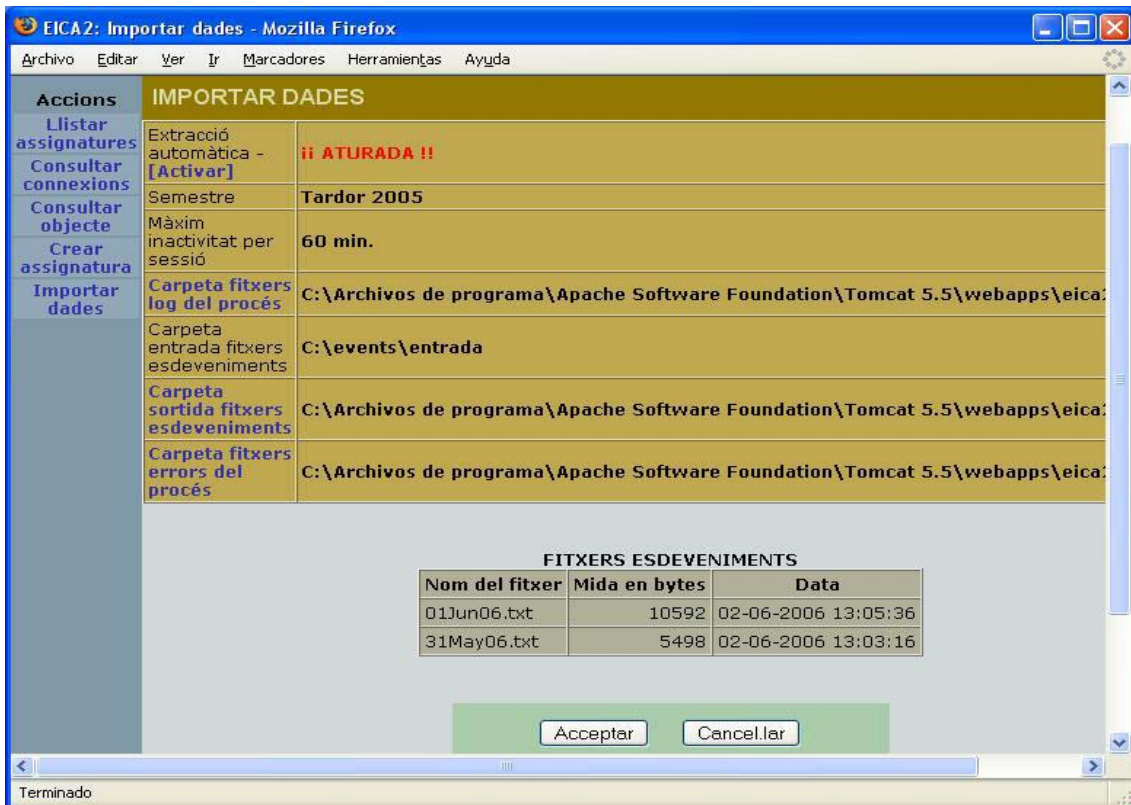 EICA2: Importar dades - Mozilla Firefox
Archivo Editar Ver Ir Marcadores Herramientas Ayuda
Accions
Llistar
assignatures
Consultar
connexions
Consultar
objecte
Crear
assignatura
Importar
dades
IMPORTAR DADES
Extracció
automàtica -
[Activar]
¡¡ ATURADA !!
Semestre
Tardor 2005
Màxim
inactivitat per
sessió
60 min.
Carpeta fitxers
log del procés
C:\Archivos de programa\Apache Software Foundation\Tomcat 5.5\webapps\eica2
Carpeta
entrada fitxers
esdeveniments
C:\events\entrada
Carpeta
sortida fitxers
esdeveniments
C:\Archivos de programa\Apache Software Foundation\Tomcat 5.5\webapps\eica2
Carpeta fitxers
errors del
procés
C:\Archivos de programa\Apache Software Foundation\Tomcat 5.5\webapps\eica2
FITXERS ESDEVENIMENTS
Nom del fitxer Mida en bytes Data
01Jun06.txt 10592 02-06-2006 13:05:36
31May06.txt 5498 02-06-2006 13:03:16
Acceptar Cancel.lar
Terminado